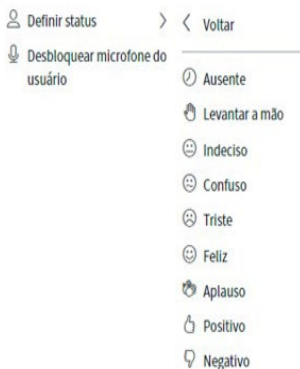 Definir status
Desbloquear microfone do
usuário
Voltar
Ausente
Levantar a mão
Indeciso
Confuso
Triste
Feliz
Aplauso
Positivo
Negativo